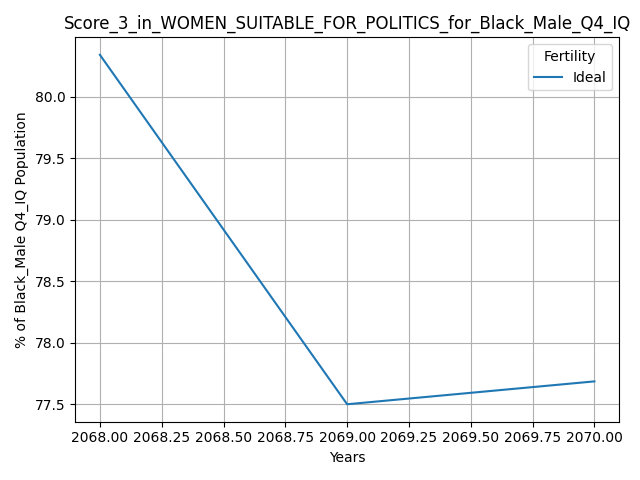 Score_3_in_WOMEN_SUITABLE_FOR_POLITICS_for_Black_Male_Q4_IQ
Fertility
Ideal
% of Black_Male Q4_IQ Population
80.0
79.5
79.0
78.5
78.0
77.5
2068.00 2068.25 2068.50 2068.75 2069.00 2069.25 2069.50 2069.75 2070.00
Years